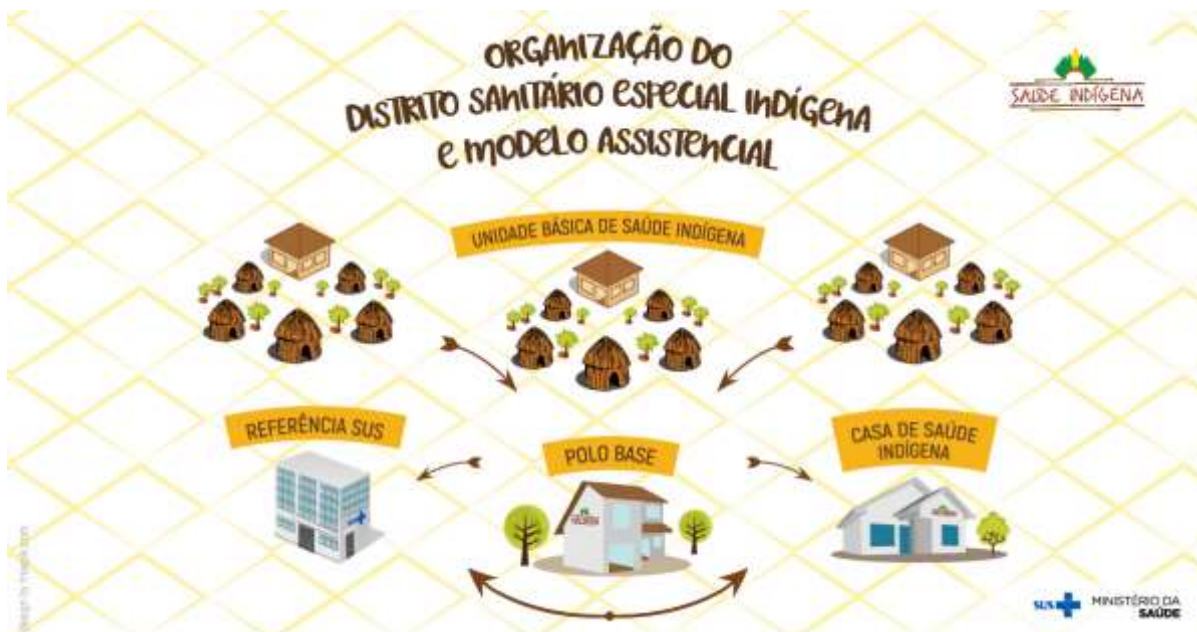 ORGANIZAÇÃO DO
DISTRITO SANITÁRIO ESPECIAL INDÍGENA
E MODELO ASSISTENCIAL
SAÚDE INDÍGENA
UNIDADE BÁSICA DE SAÚDE INDÍGENA
REFERÊNCIA SUS
POLO BASE
CASA DE SAÚDE
INDÍGENA
SUS
MINISTÉRIO DA
SAÚDE